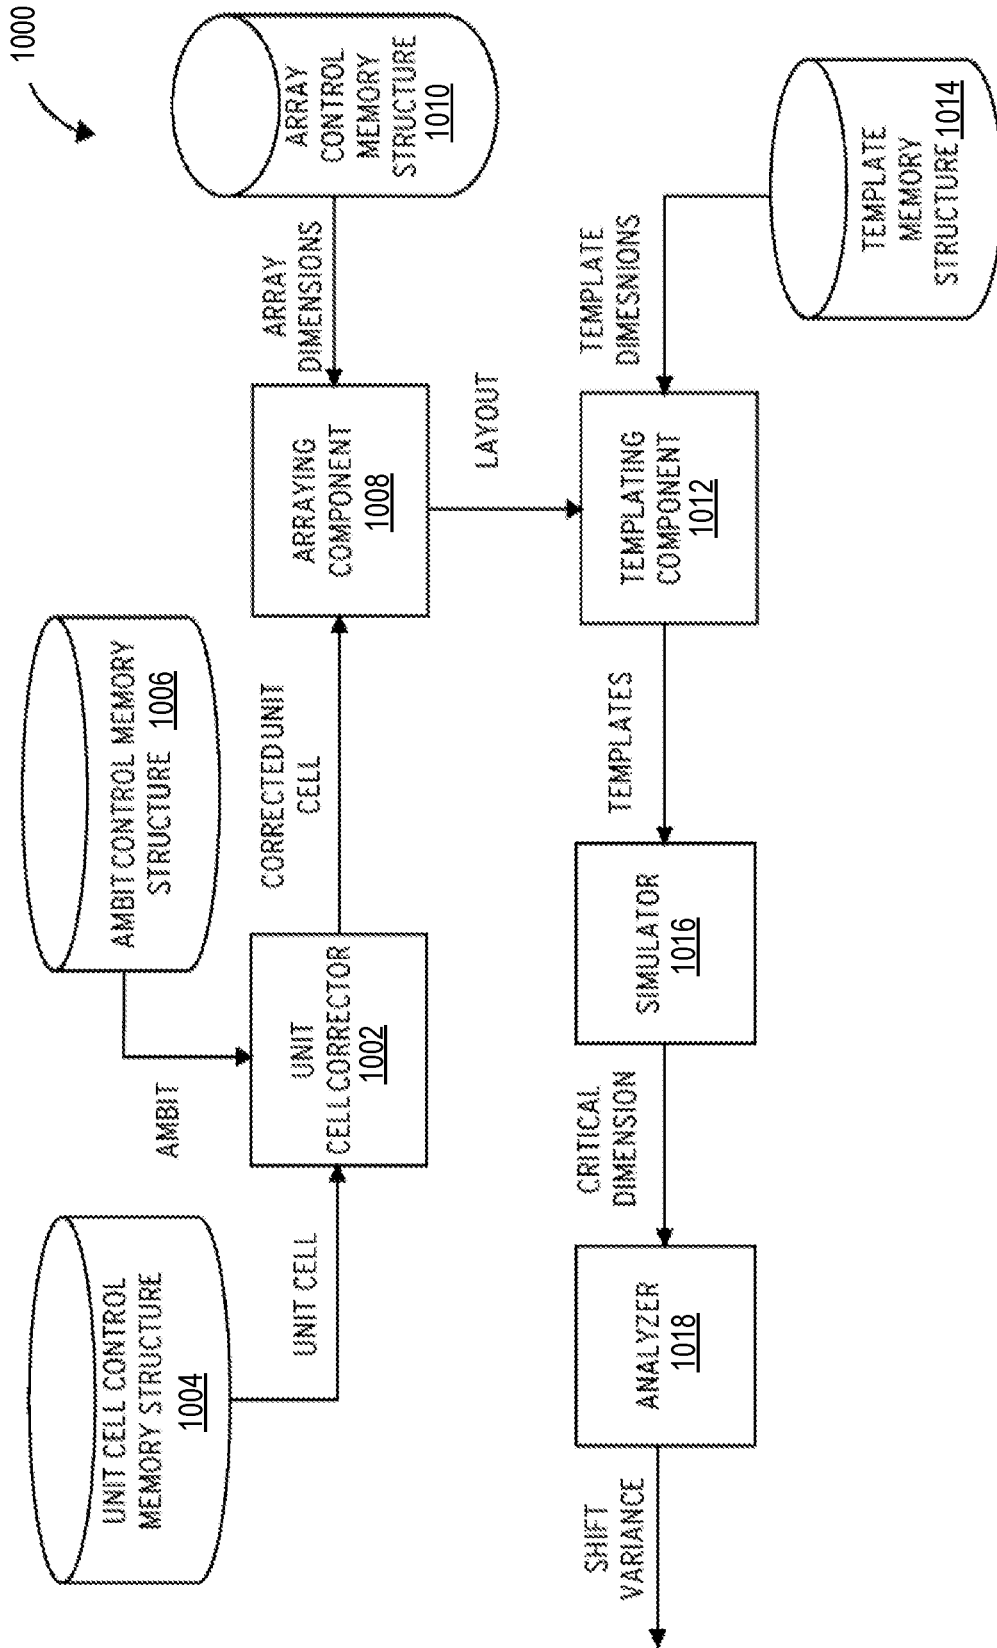 1000
UNIT CELL CONTROL
MEMORY STRUCTURE
1004
AMBIT CONTROL MEMORY
STRUCTURE 1006
ARRAY
CONTROL
MEMORY
STRUCTURE
1010
AMBIT
UNIT CELL
UNIT
CELL CORRECTOR
1002
CORRECTED UNIT
CELL
ARRAYING
COMPONENT
1008
ARRAY
DIMENSIONS
LAYOUT
SHIFT
VARIANCE
ANALYZER
1018
CRITICAL
DIMENSION
SIMULATOR
1016
TEMPLATES
TEMPLATING
COMPONENT
1012
TEMPLATE
DIMESNIONS
TEMPLATE
MEMORY
STRUCTURE 1014